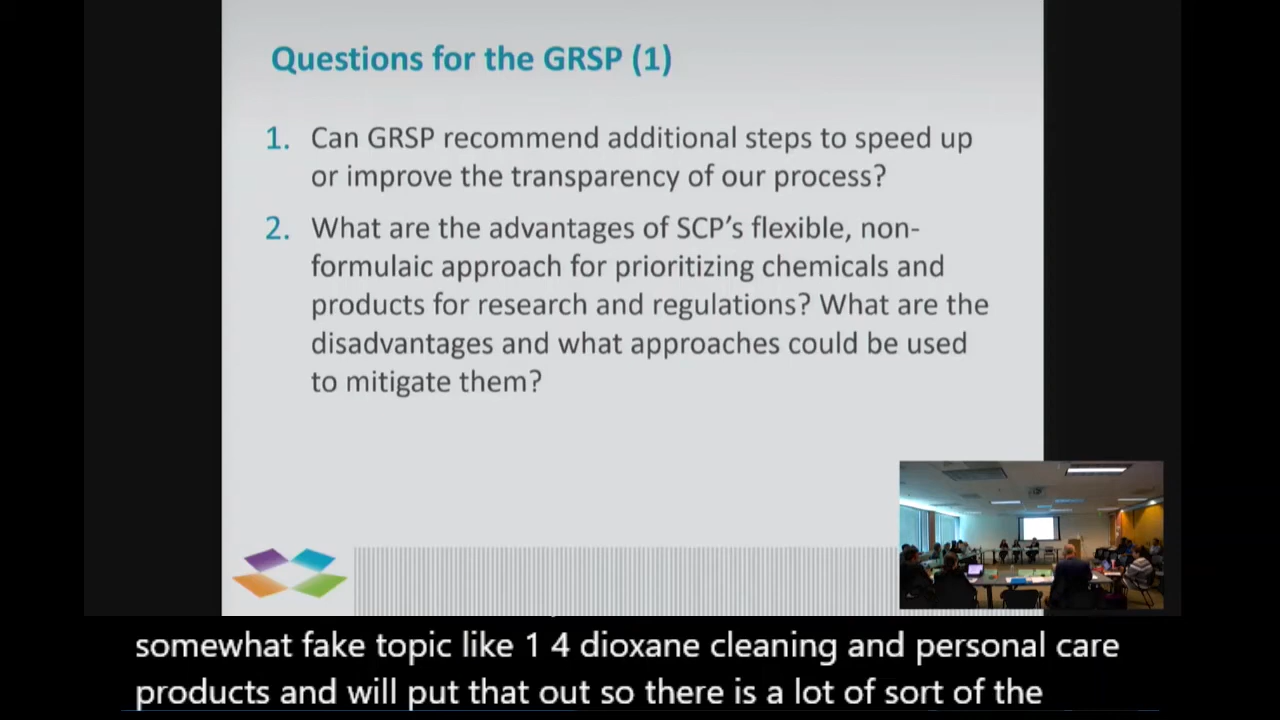 Questions for the GRSP (1)
1. Can GRSP recommend additional steps to speed up
or improve the transparency of our process?
2. What are the advantages of SCP's flexible, non-
formulaic approach for prioritizing chemicals and
products for research and regulations? What are the
disadvantages and what approaches could be used
to mitigate them?
somewhat fake topic like 1 4 dioxane cleaning and personal care
products and will put that out so there is a lot of sort of the